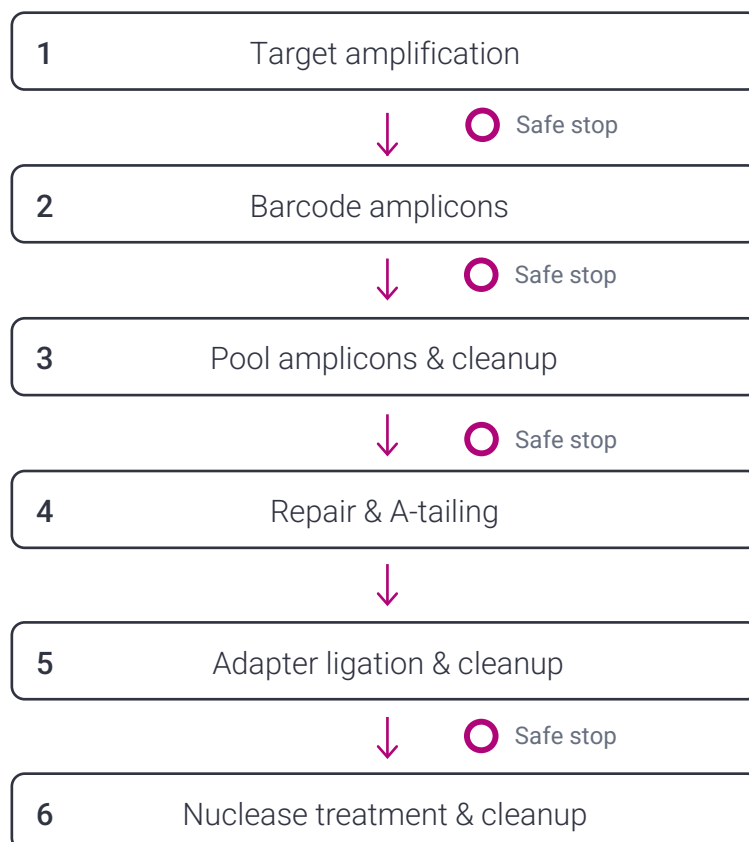 1 Target amplification
Safe stop
2 Barcode amplicons
Safe stop
3 Pool amplicons & cleanup
Safe stop
4 Repair & A-tailing
5 Adapter ligation & cleanup
Safe stop
6 Nuclease treatment & cleanup